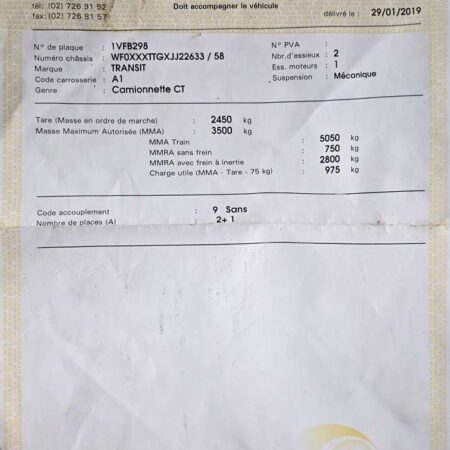 tél: (02) 726 91 52
Doit accompagner le véhicule
fax: (02) 726 81 57
délivré le : 29/01/2019
N° de plaque : 1VFB298
N° PVA :
Numéro châssis : WF0XXXTTGXJJ22633 / 58
Nbr.d'essieux : 2
Marque : TRANSIT
Ess. moteurs : 1
Code carrosserie : A1
Suspension : Mécanique
Genre : Camionnette CT
Tare (Masse en ordre de marche) : 2450 kg
Masse Maximum Autorisée (MMA) : 3500 kg
MMA Train : 5050 kg
MMRA sans frein : 750 kg
MMRA avec frein à inertie : 2800 kg
Charge utile (MMA - Tare - 75 kg) : 975 kg
Code accouplement : 9 Sans
Nombre de places (A) : 2+1